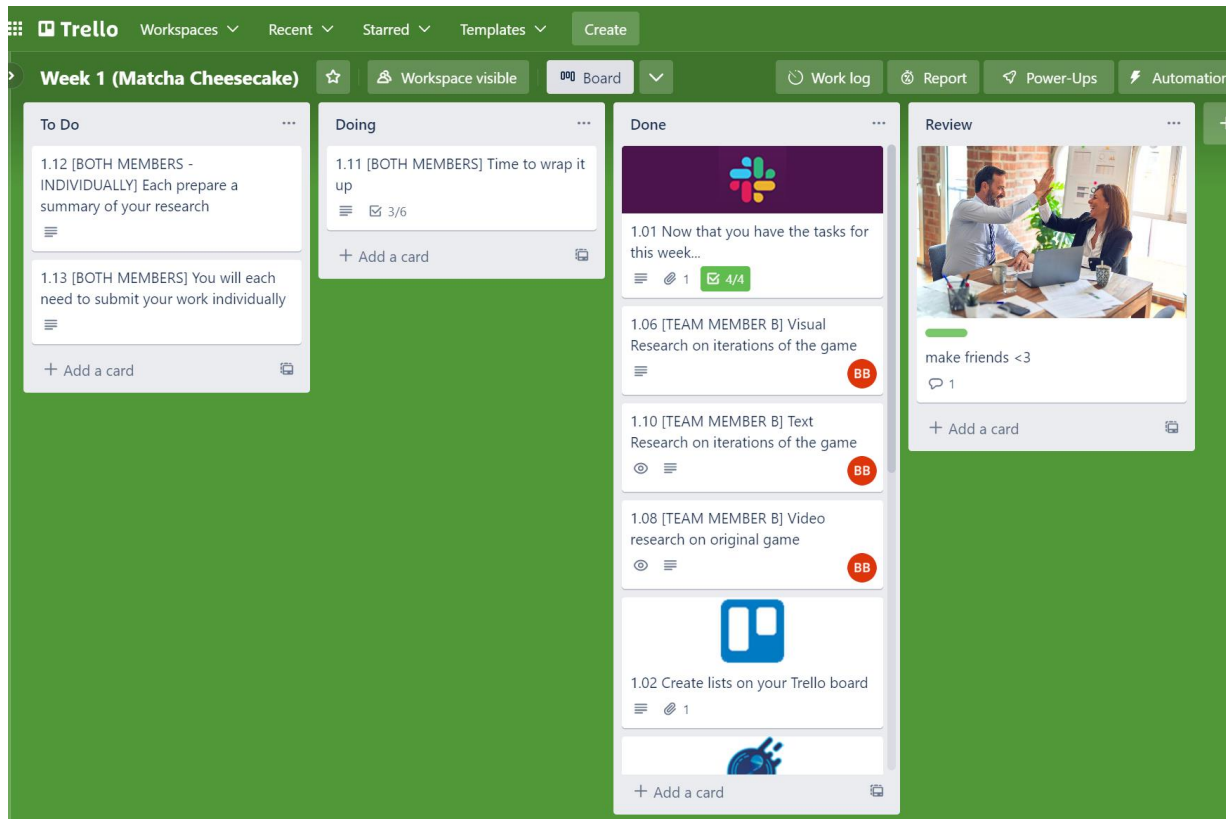 Trello
Workspaces
Recent
Starred
Templates
Create
Week 1 (Matcha Cheesecake)
Workspace visible
Board
Work log
Report
Power-Ups
Automation
To Do
1.12 [BOTH MEMBERS -
INDIVIDUALLY] Each prepare a
summary of your research
1.13 [BOTH MEMBERS] You will each
need to submit your work individually
+ Add a card
Doing
1.11 [BOTH MEMBERS] Time to wrap it
up
3/6
+ Add a card
Done
1.01 Now that you have the tasks for
this week...
1
4/4
1.06 [TEAM MEMBER B] Visual
Research on iterations of the game
BB
1.10 [TEAM MEMBER B] Text
Research on iterations of the game
BB
1.08 [TEAM MEMBER B] Video
research on original game
BB
1.02 Create lists on your Trello board
1
+ Add a card
Review
make friends <3
1
+ Add a card